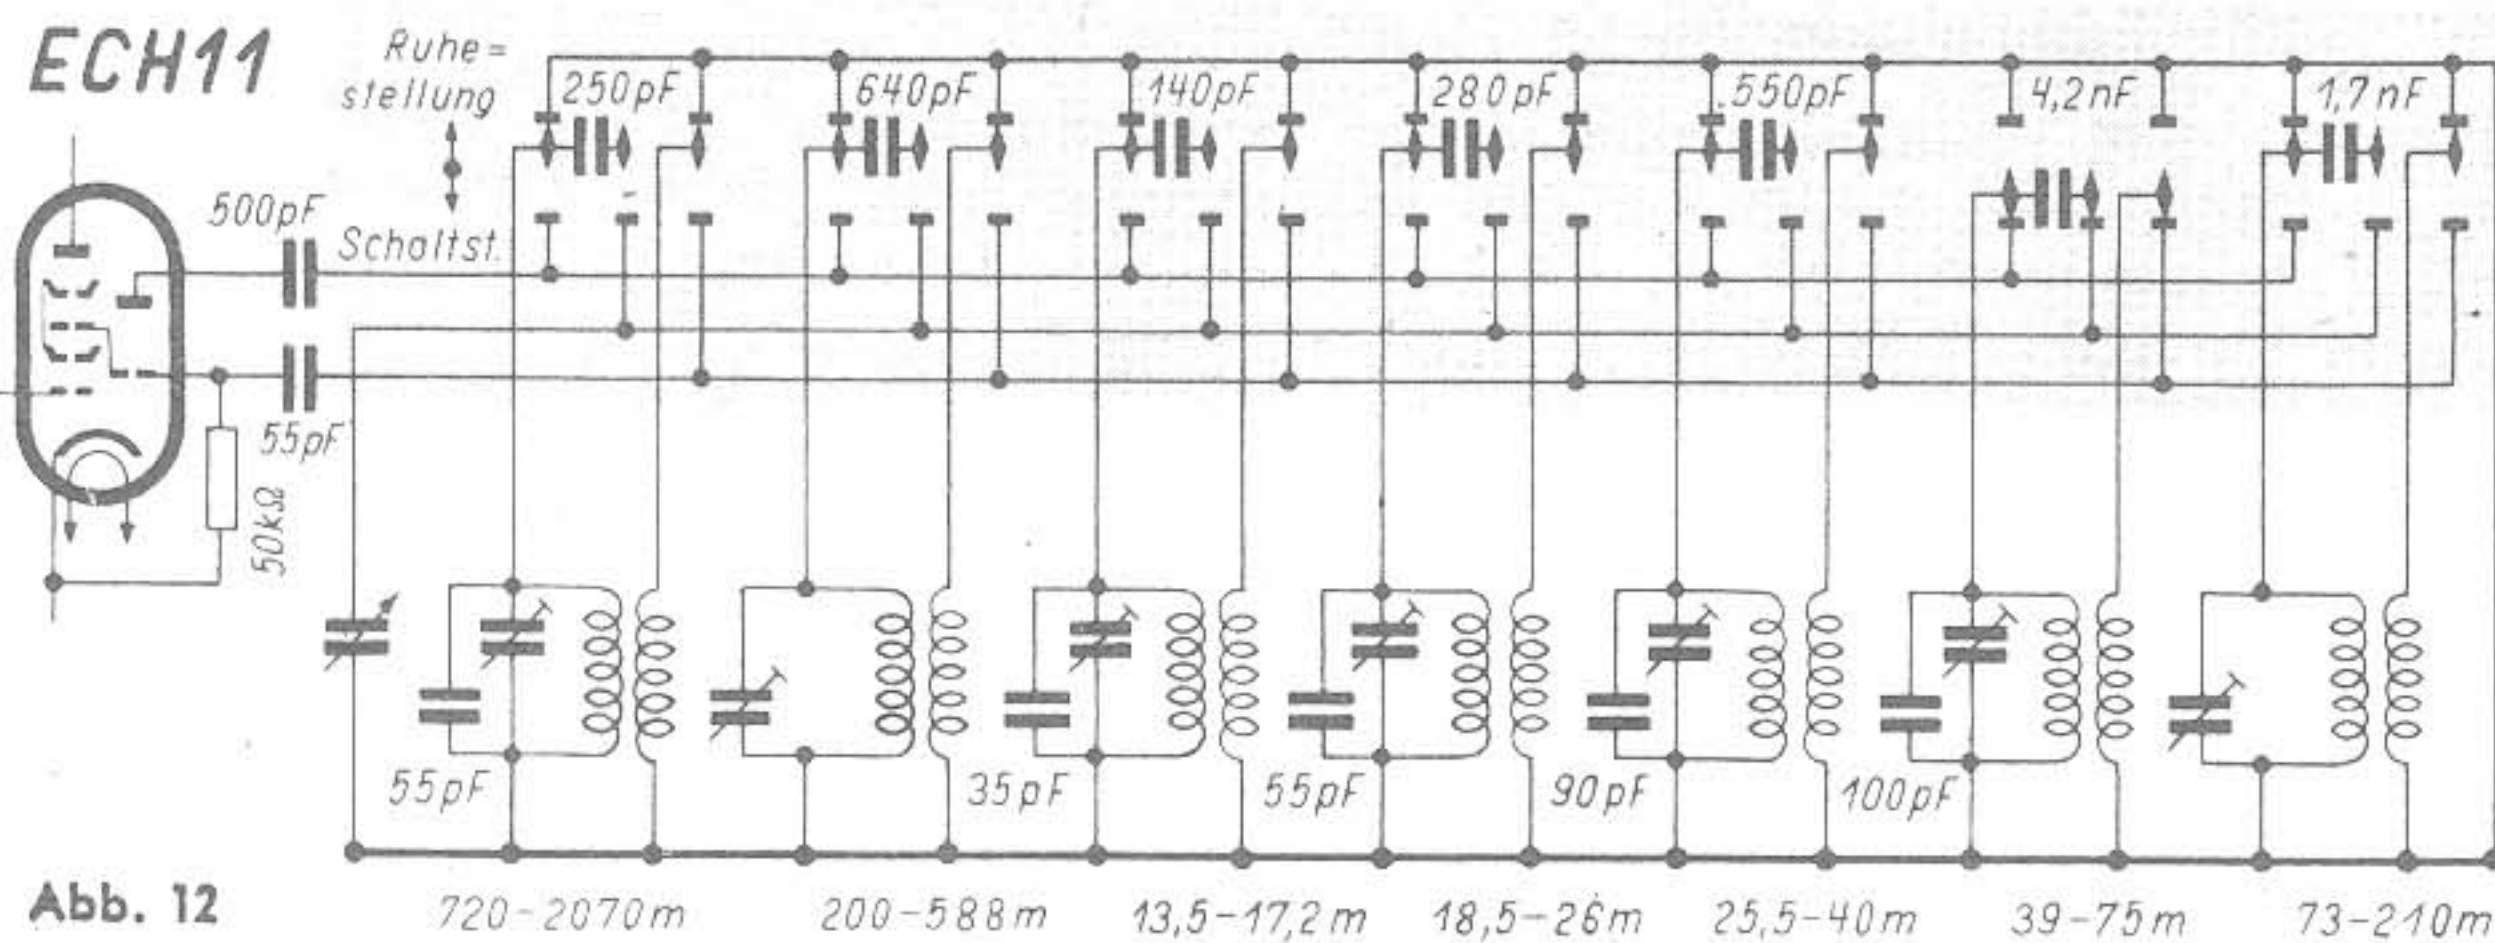 ECH11
Ruhe=
stellung
250pF
640pF
140pF
280pF
550pF
4,2nF
1,7nF
500pF
Schaltst.
55pF
50kΩ
55pF
35pF
55pF
90pF
100pF
Abb. 12
720-2070m
200-588m
13,5-17,2m
18,5-26m
25,5-40m
39-75m
73-210m